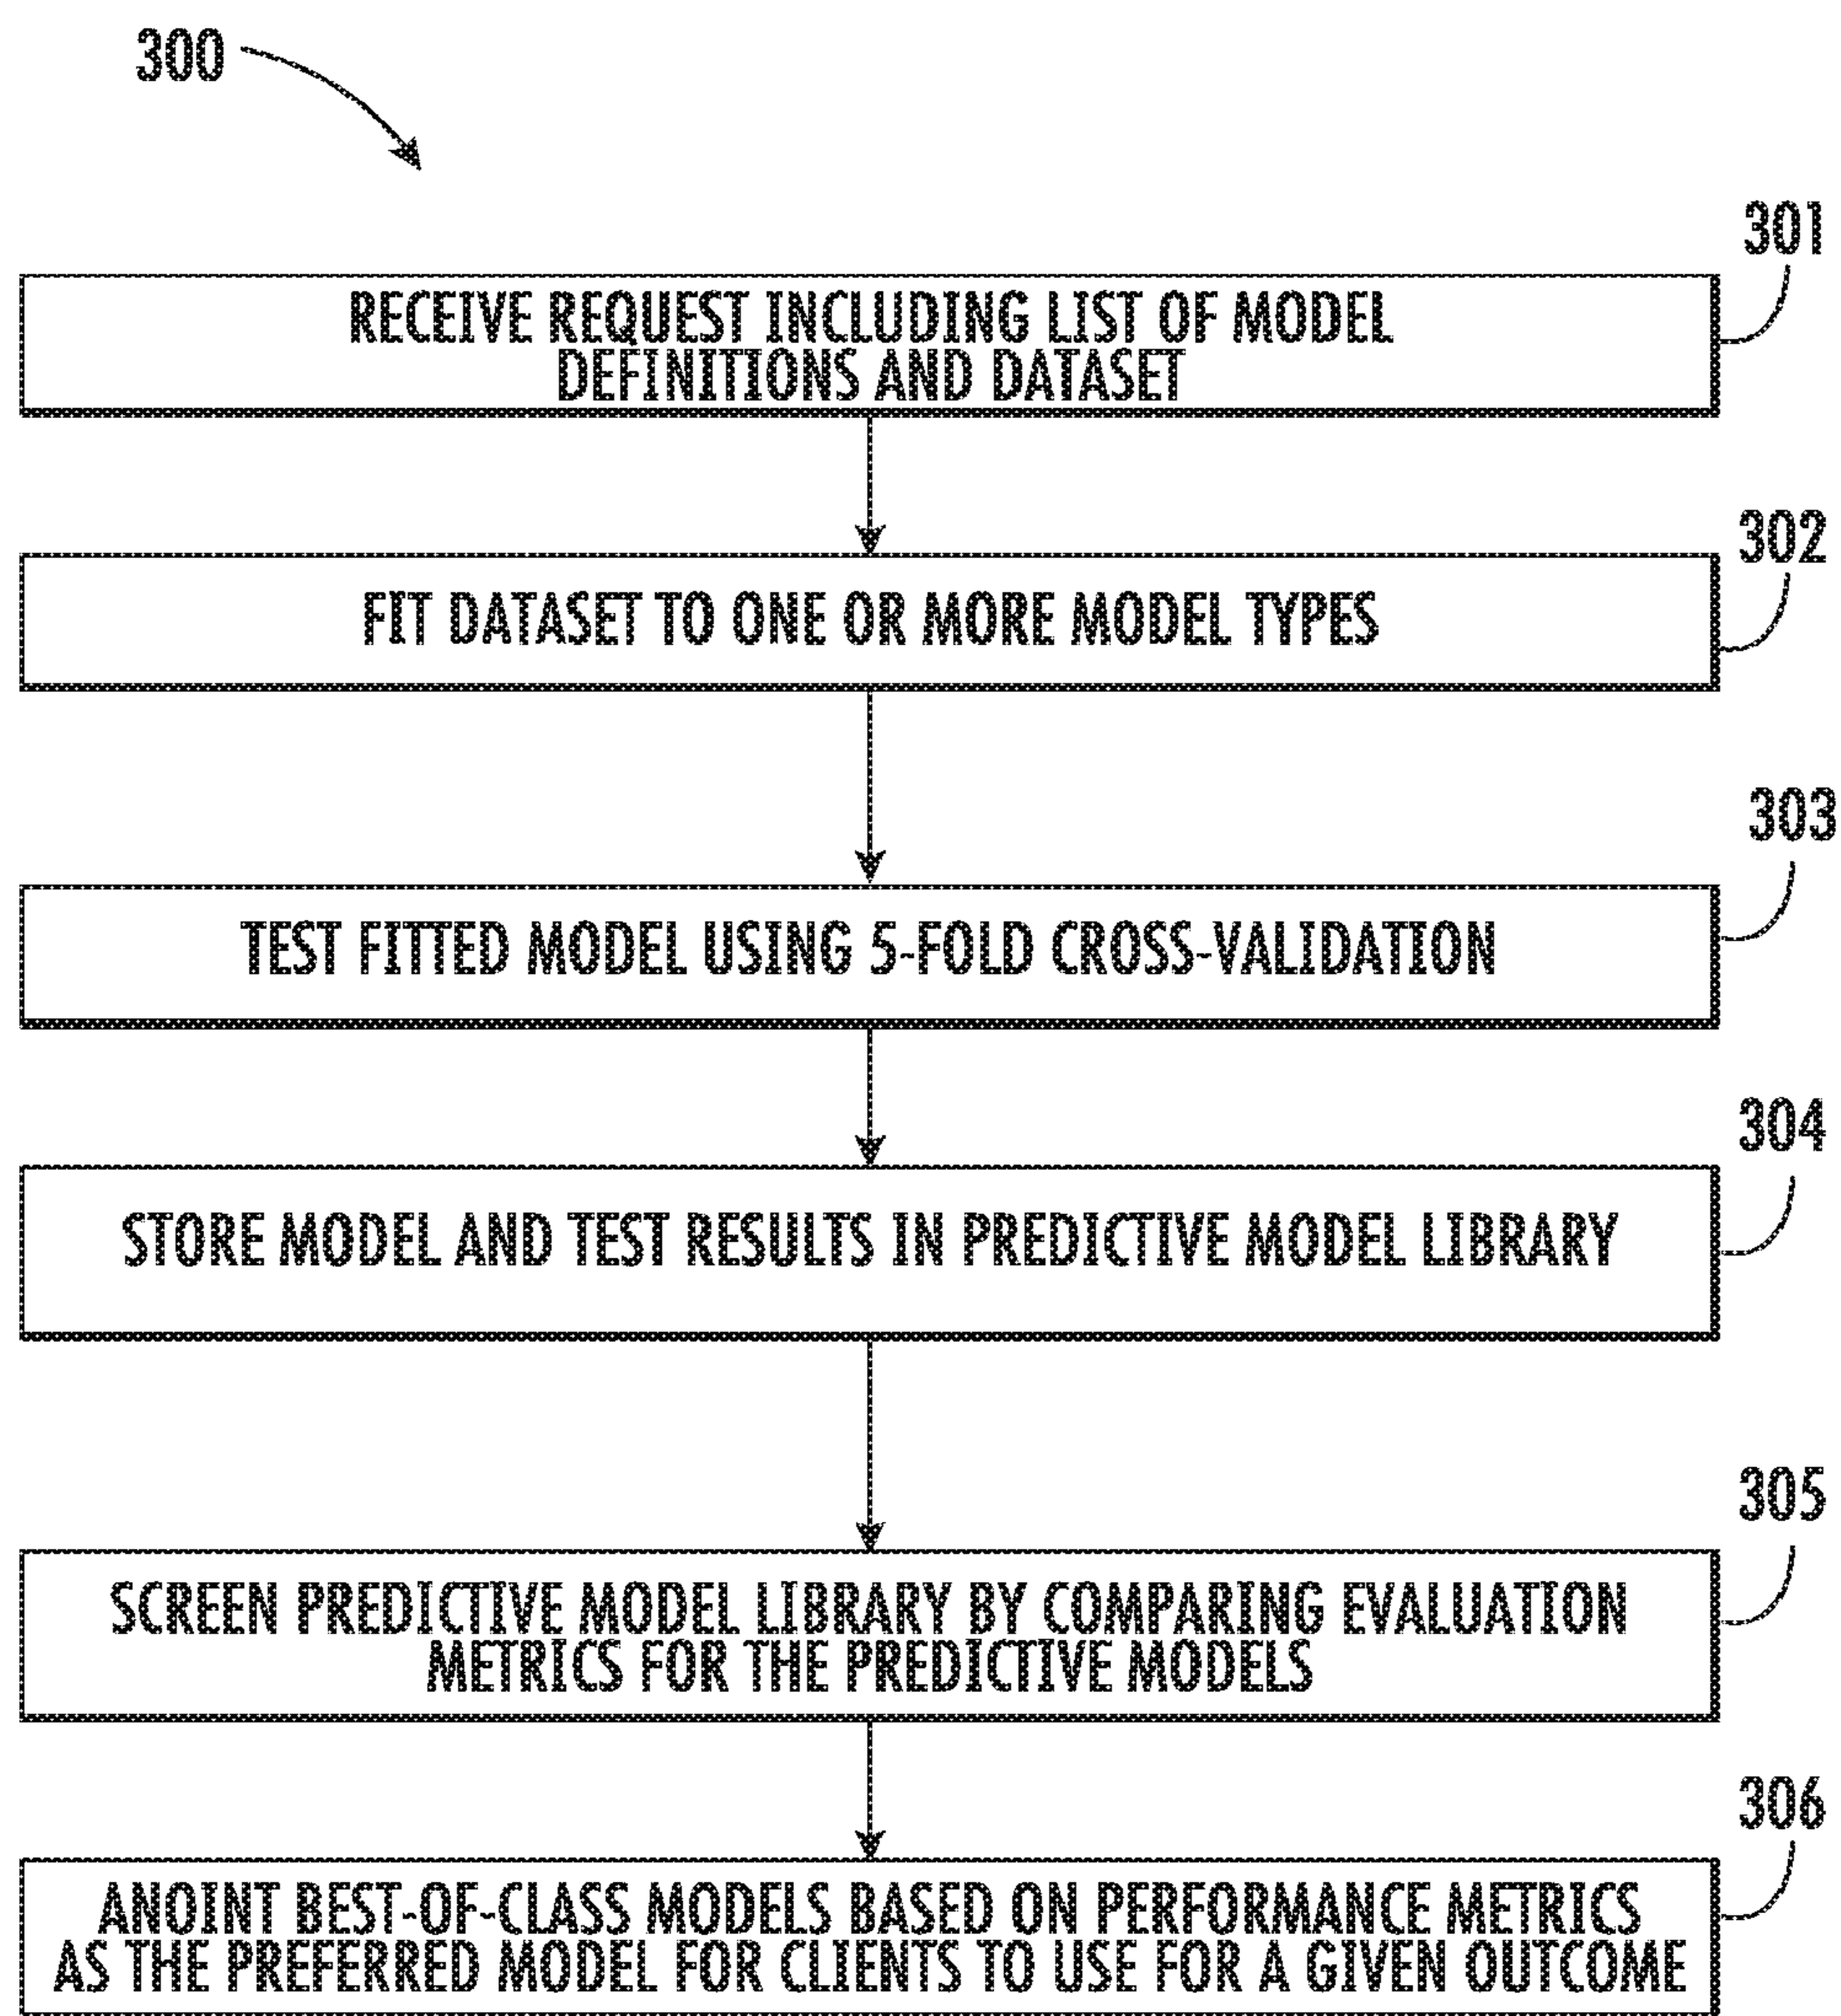 300
301
RECEIVE REQUEST INCLUDING LIST OF MODEL
DEFINITIONS AND DATASET
302
FIT DATASET TO ONE OR MORE MODEL TYPES
303
TEST FITTED MODEL USING 5-FOLD CROSS-VALIDATION
304
STORE MODEL AND TEST RESULTS IN PREDICTIVE MODEL LIBRARY
305
SCREEN PREDICTIVE MODEL LIBRARY BY COMPARING EVALUATION
METRICS FOR THE PREDICTIVE MODELS
306
ANOINT BEST-OF-CLASS MODELS BASED ON PERFORMANCE METRICS
AS THE PREFERRED MODEL FOR CLIENTS TO USE FOR A GIVEN OUTCOME